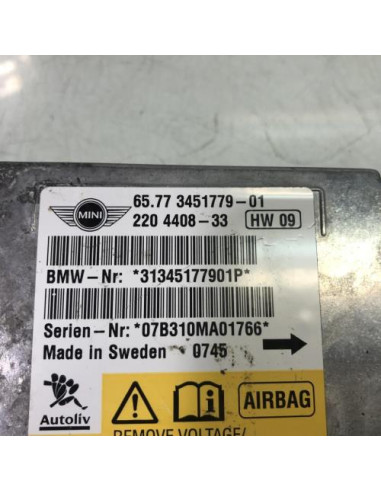 MINI
65.77 3451779-01
220 4408-33 HW 09
BMW-Nr: *31345177901P*
Serien-Nr: *07B310MA01766*
Made in Sweden 0745
Autoliv
AIRBAG
REMOVE VOLTAGE/